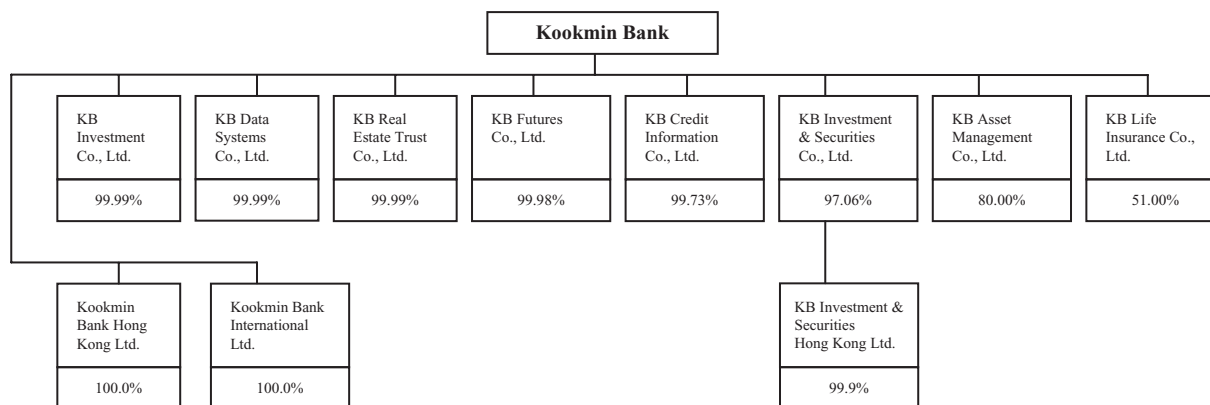 Kookmin Bank
KB
Investment
Co., Ltd.
99.99%
KB Data
Systems
Co., Ltd.
99.99%
KB Real
Estate Trust
Co., Ltd.
99.99%
KB Futures
Co., Ltd.
99.98%
KB Credit
Information
Co., Ltd.
99.73%
KB Investment
& Securities
Co., Ltd.
97.06%
KB Asset
Management
Co., Ltd.
80.00%
KB Life
Insurance Co.,
Ltd.
51.00%
Kookmin
Bank Hong
Kong Ltd.
100.0%
Kookmin Bank
International
Ltd.
100.0%
KB Investment &
Securities
Hong Kong Ltd.
99.9%